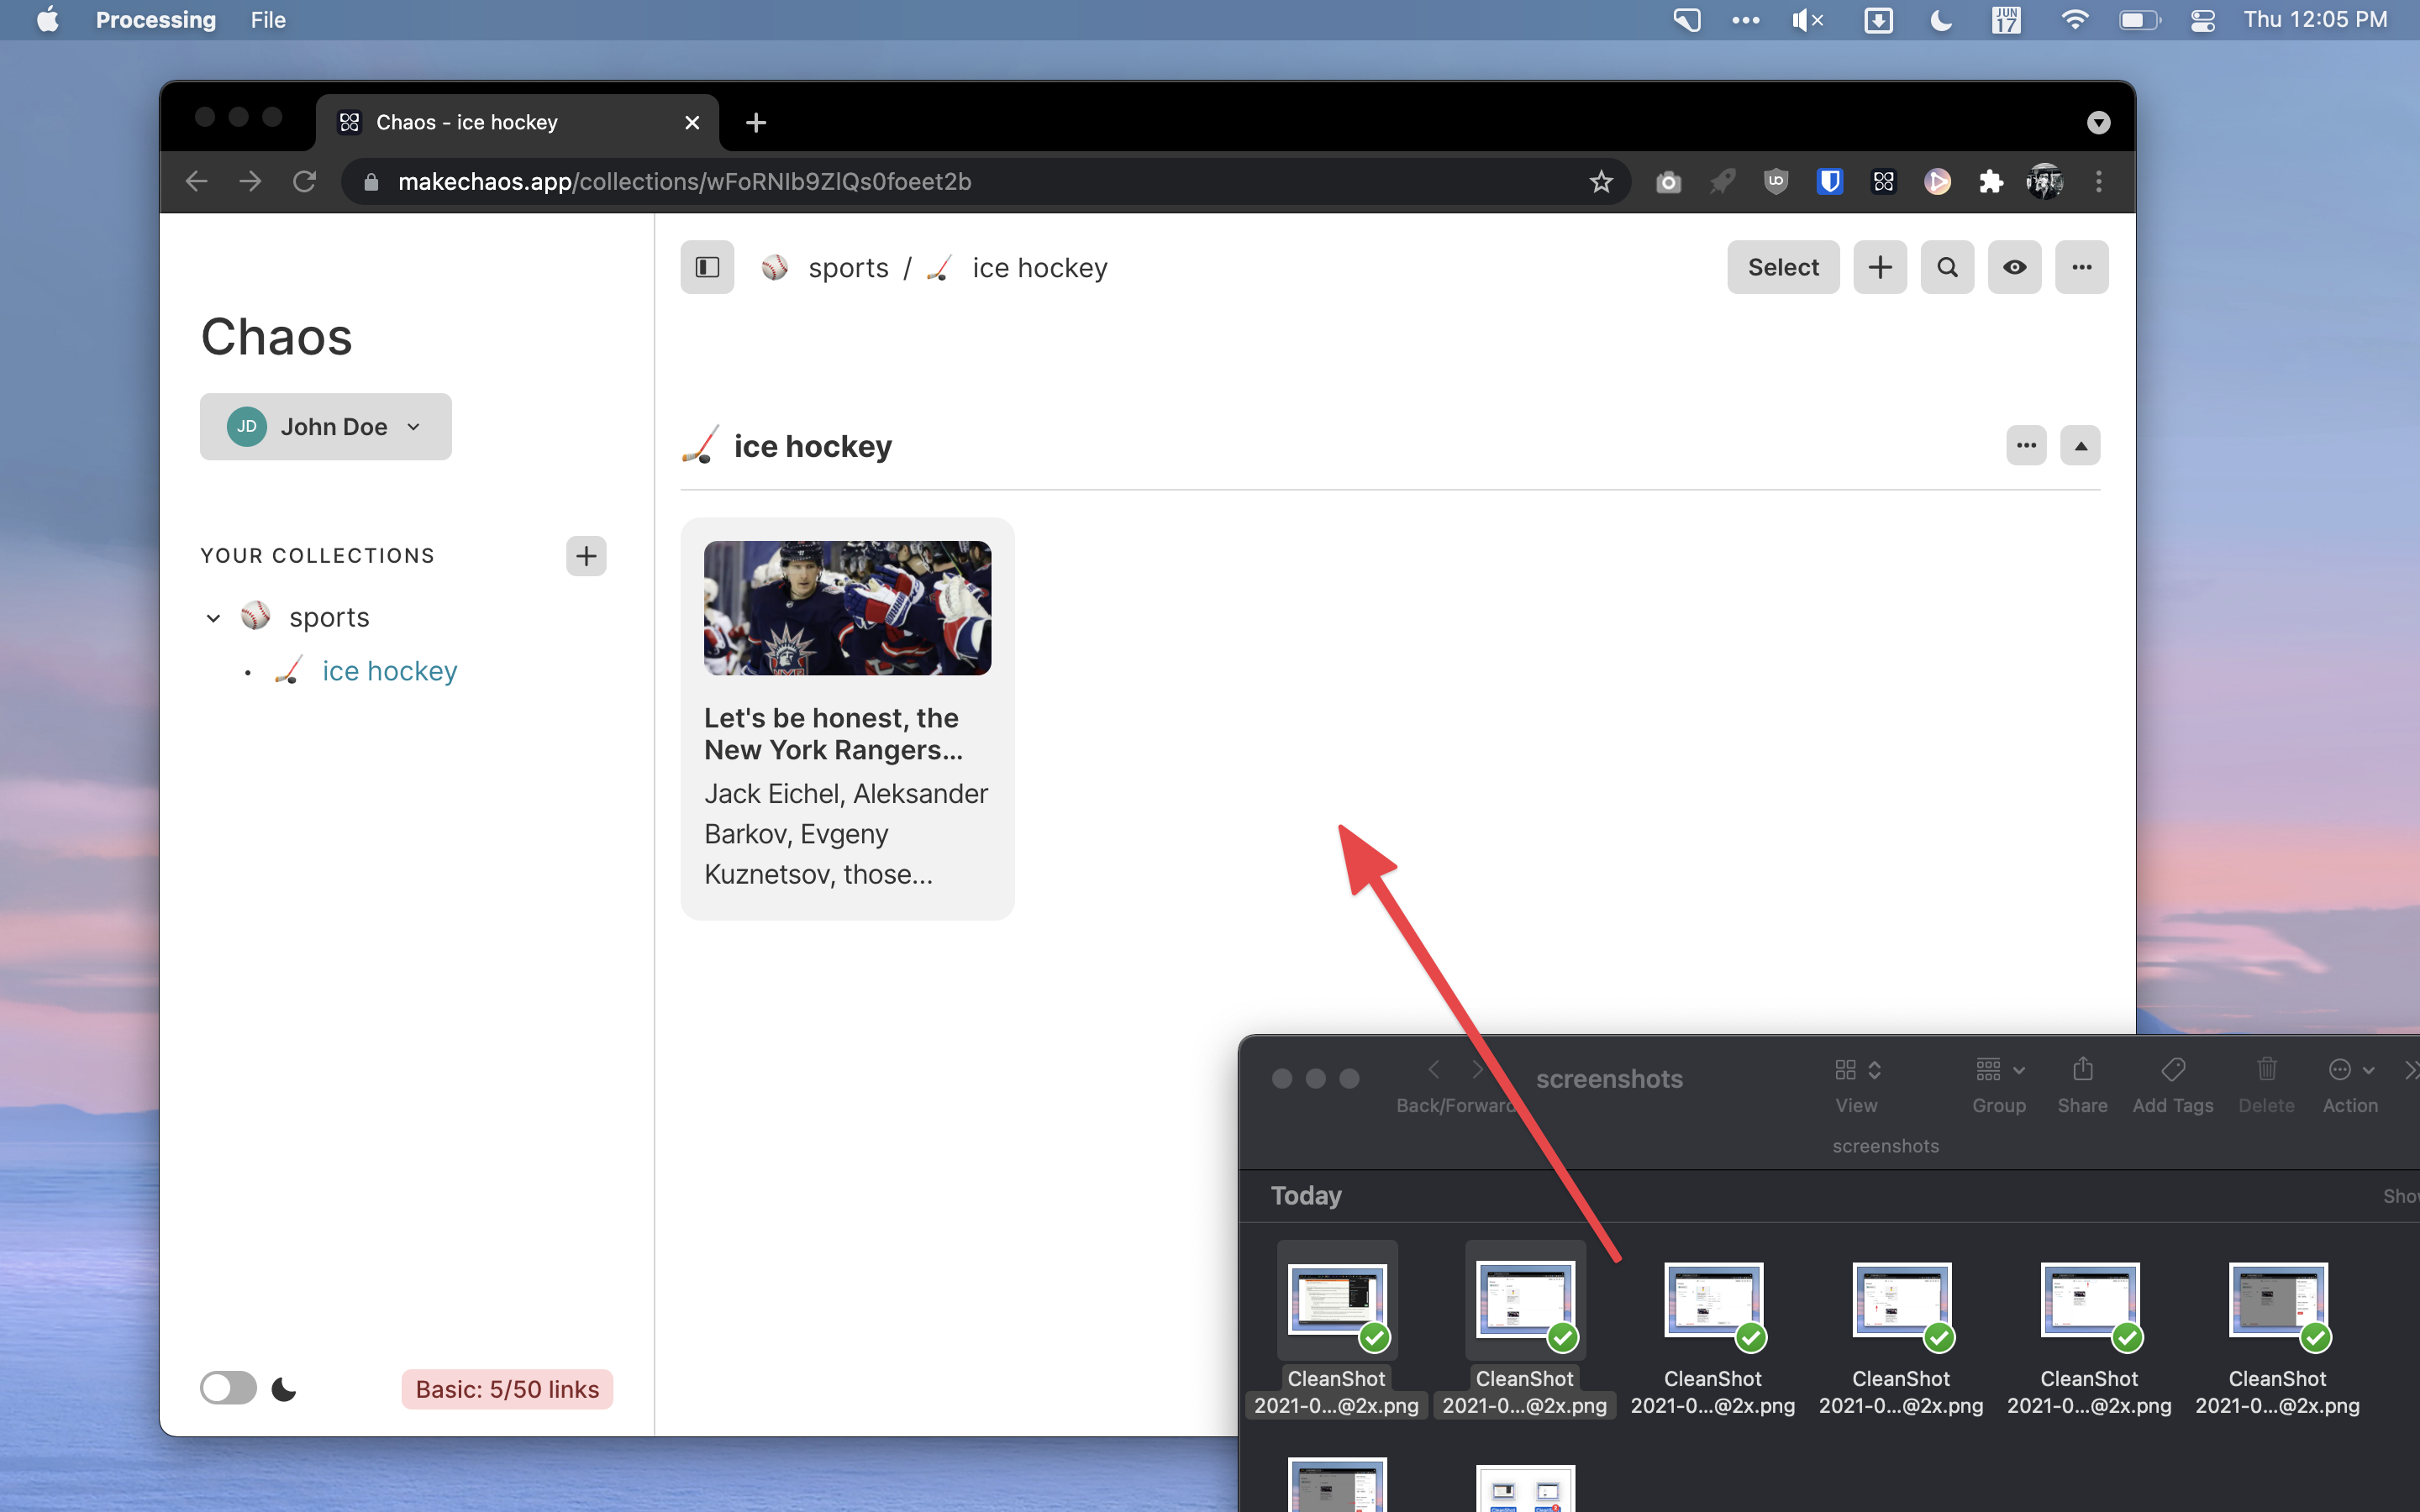 Processing File
JUN
17
Thu 12:05 PM
Chaos - ice hockey
makechaos.app/collections/wFoRNIb9ZlQs0foeet2b
sports / ice hockey
Select
Chaos
JD John Doe
ice hockey
YOUR COLLECTIONS
sports
ice hockey
Let's be honest, the
New York Rangers...
Jack Eichel, Aleksander
Barkov, Evgeny
Kuznetsov, those...
Basic: 5/50 links
screenshots
Back/Forward
View
Group
Share
Add Tags
Delete
Action
screenshots
Today
Sho
CleanShot
2021-0...@2x.png
CleanShot
2021-0...@2x.png
CleanShot
2021-0...@2x.png
CleanShot
2021-0...@2x.png
CleanShot
2021-0...@2x.png
CleanShot
2021-0...@2x.png